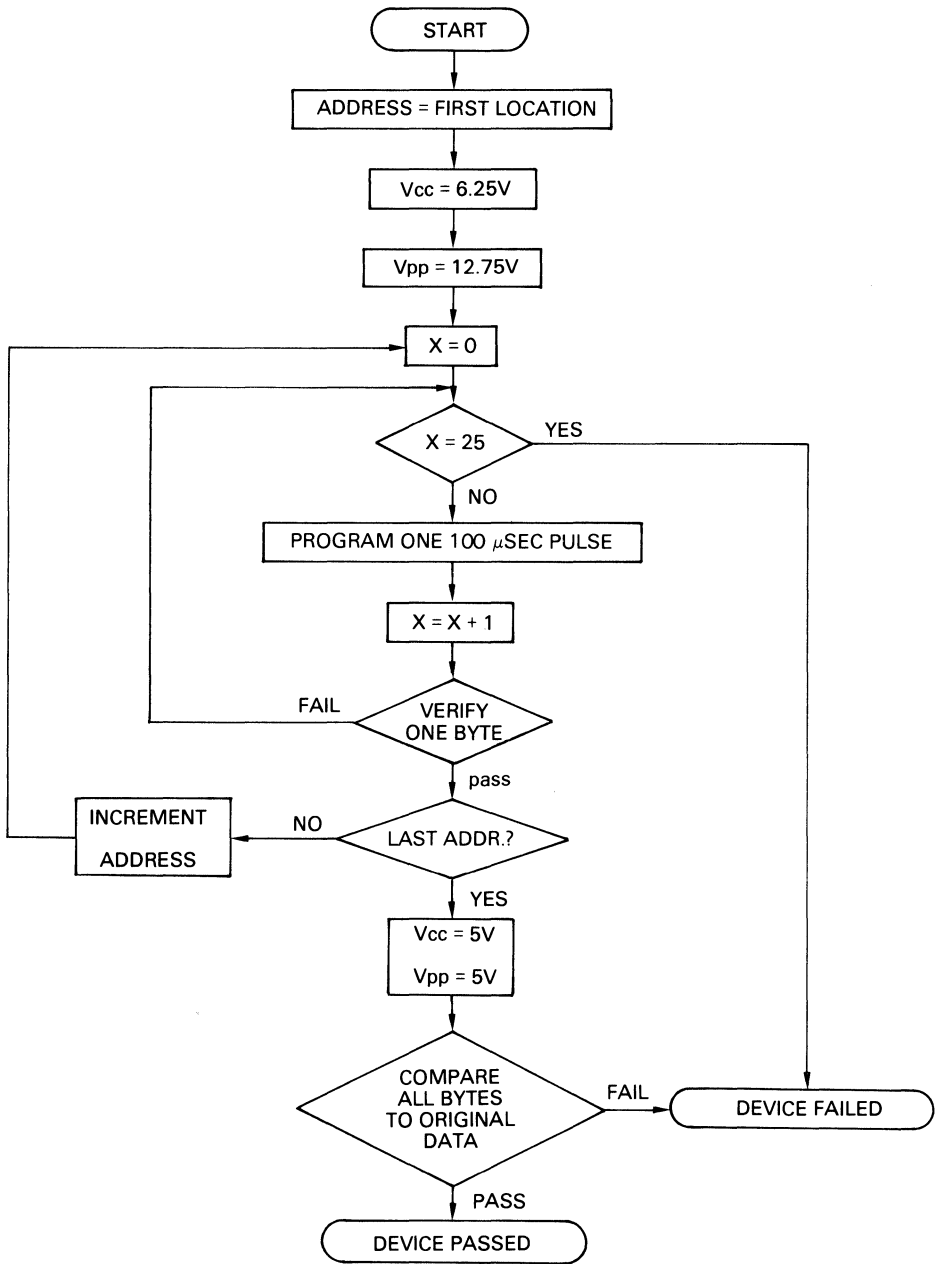 START
ADDRESS = FIRST LOCATION
Vcc = 6.25V
Vpp = 12.75V
X = 0
X = 25
YES
NO
PROGRAM ONE 100 μSEC PULSE
X = X + 1
FAIL
VERIFY
ONE BYTE
pass
INCREMENT
ADDRESS
NO
LAST ADDR.?
YES
Vcc = 5V
Vpp = 5V
COMPARE
ALL BYTES
TO ORIGINAL
DATA
FAIL
DEVICE FAILED
PASS
DEVICE PASSED